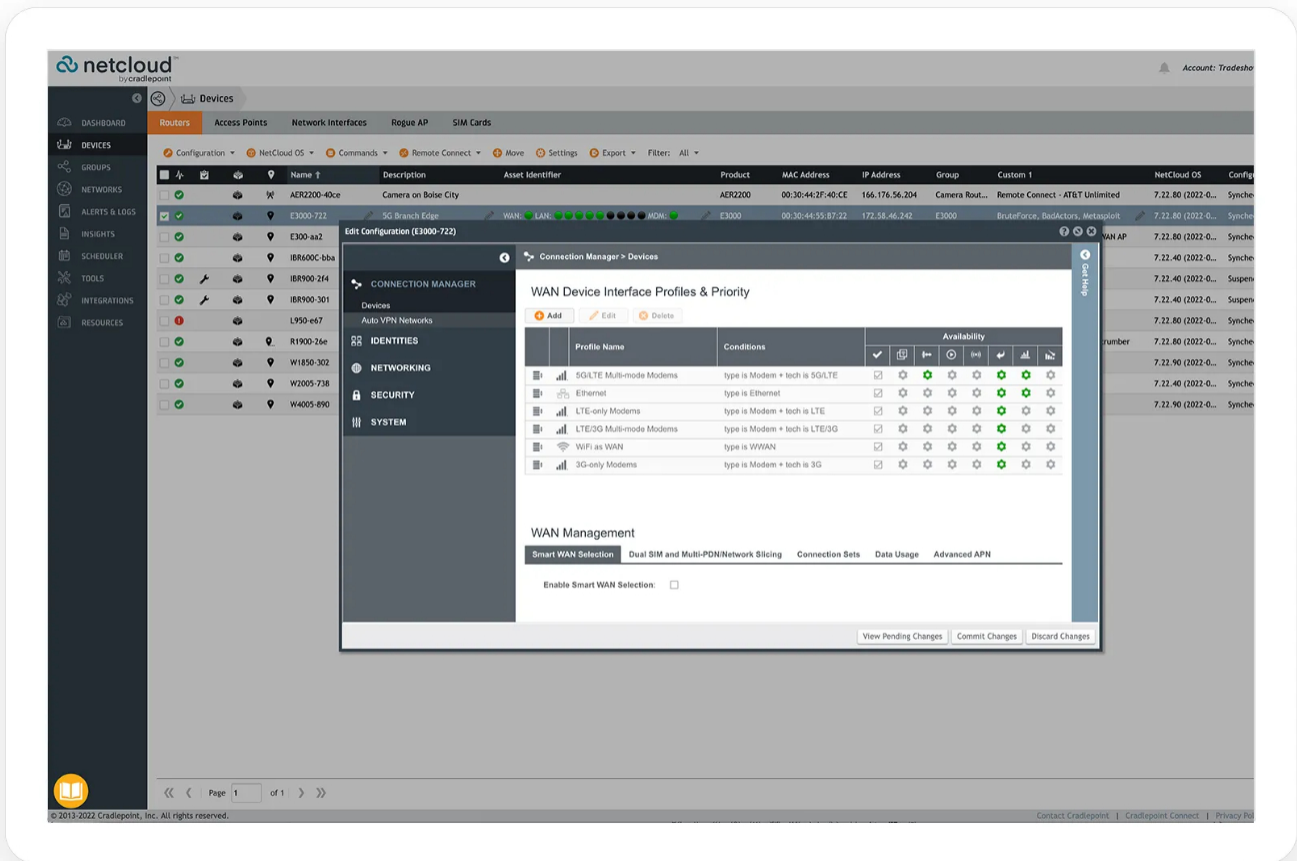 netcloud™
by cradlepoint
Account: Tradesho
Devices
DASHBOARD
DEVICES
GROUPS
NETWORKS
ALERTS & LOGS
INSIGHTS
SCHEDULER
TOOLS
INTEGRATIONS
RESOURCES
Routers Access Points Network Interfaces Rogue AP SIM Cards
Configuration NetCloud OS Commands Remote Connect Move Settings Export Filter: All
Name ↑ Description Asset Identifier Product MAC Address IP Address Group Custom 1 NetCloud OS Config
AER2200-40ce Camera on Boise City AER2200 00:30:44:2F:40:CE 166.176.56.204 Camera Rout... Remote Connect - AT&T Unlimited 7.22.80 (2022-0... Synche
E3000-722 5G Branch Edge WAN: LAN: MDM: E3000 00:30:44:55:B7:22 172.58.46.242 E3000 BruteForce, BadActors, Metasploit 7.22.80 (2022-0... Synche
E300-aa2 WAN AP 7.22.80 (2022-0... Synche
IBR600C-bba 7.22.40 (2022-0... Synche
IBR900-2f4 7.22.40 (2022-0... Suspen
IBR900-301 7.22.40 (2022-0... Suspen
L950-e67 7.22.80 (2022-0... Synche
R1900-26e rumber 7.22.80 (2022-0... Synche
W1850-302 7.22.90 (2022-0... Synche
W2005-738 7.22.40 (2022-0... Synche
W4005-890 7.22.90 (2022-0... Synche
Edit Configuration (E3000-722)
CONNECTION MANAGER
Devices
Auto VPN Networks
IDENTITIES
NETWORKING
SECURITY
SYSTEM
Connection Manager > Devices
Get Help
WAN Device Interface Profiles & Priority
Add Edit Delete
Profile Name Conditions Availability
5G/LTE Multi-mode Modems type is Modem + tech is 5G/LTE
Ethernet type is Ethernet
LTE-only Modems type is Modem + tech is LTE
LTE/3G Multi-mode Modems type is Modem + tech is LTE/3G
WiFi as WAN type is WWAN
3G-only Modems type is Modem + tech is 3G
WAN Management
Smart WAN Selection Dual SIM and Multi-PDN/Network Slicing Connection Sets Data Usage Advanced APN
Enable Smart WAN Selection:
View Pending Changes Commit Changes Discard Changes
Page 1 of 1
© 2013-2022 Cradlepoint, Inc. All rights reserved.
Contact Cradlepoint | Cradlepoint Connect | Privacy Pol